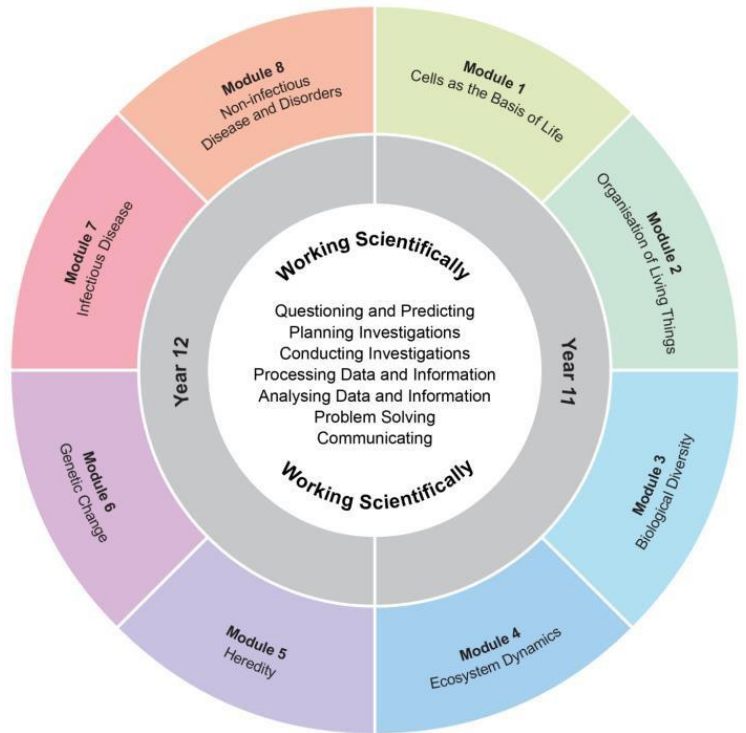 Module 1
Cells as the Basis of Life
Module 2
Organisation of Living Things
Module 3
Biological Diversity
Module 4
Ecosystem Dynamics
Module 5
Heredity
Module 6
Genetic Change
Module 7
Infectious Disease
Module 8
Non-infectious
Disease and Disorders
Year 11
Year 12
Working Scientifically
Questioning and Predicting
Planning Investigations
Conducting Investigations
Processing Data and Information
Analysing Data and Information
Problem Solving
Communicating
Working Scientifically